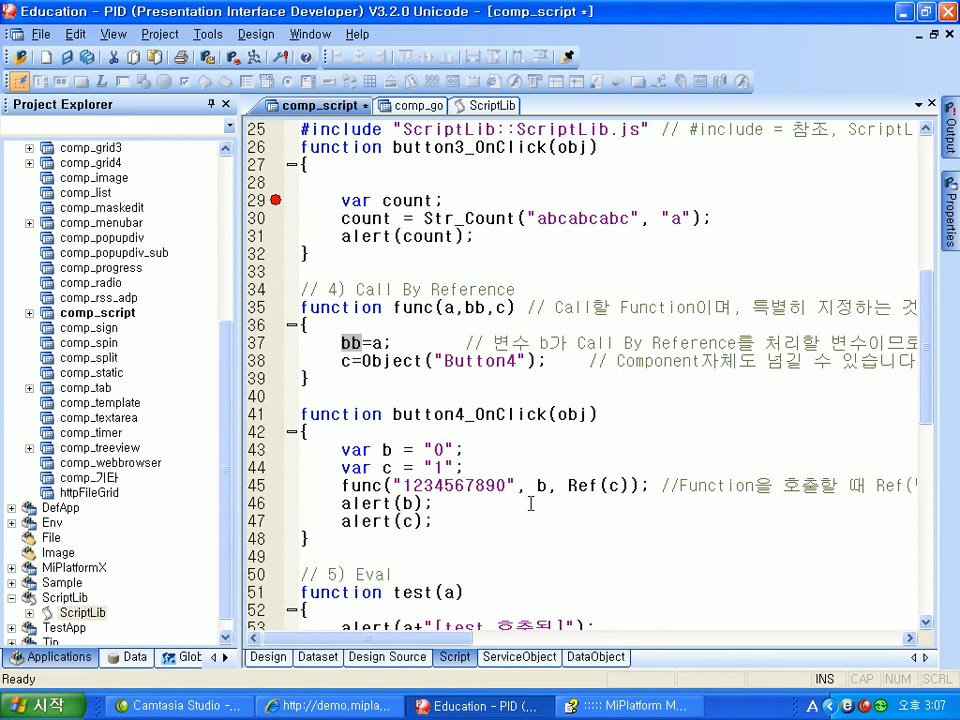 Education - PID (Presentation Interface Developer) V3.2.0 Unicode - [comp_script *]
File Edit View Project Tools Design Window Help
Project Explorer
comp_script * comp_go ScriptLib
comp_grid3
comp_grid4
comp_image
comp_list
comp_maskedit
comp_menubar
comp_popupdiv
comp_popupdiv_sub
comp_progress
comp_radio
comp_rss_adp
comp_script
comp_sign
comp_spin
comp_split
comp_static
comp_tab
comp_template
comp_textarea
comp_timer
comp_treeview
comp_webbrowser
comp_기타
httpFileGrid
DefApp
Env
File
Image
MiPlatformX
Sample
ScriptLib
ScriptLib
TestApp
Tip
Applications Data Glob
25 #include "ScriptLib::ScriptLib.js" // #include = 참조, ScriptL
26 function button3_OnClick(obj)
27 {
28
29 var count;
30 count = Str_Count("abcabcabc", "a");
31 alert(count);
32 }
33
34 // 4) Call By Reference
35 function func(a,bb,c) // Call할 Function이며, 특별히 지정하는 것
36 {
37 bb=a; // 변수 b가 Call By Reference를 처리할 변수이므로
38 c=Object("Button4"); // Component자체도 넘길 수 있습니다
39 }
40
41 function button4_OnClick(obj)
42 {
43 var b = "0";
44 var c = "1";
45 func("1234567890", b, Ref(c)); //Function을 호출할 때 Ref('
46 alert(b);
47 alert(c);
48 }
49
50 // 5) Eval
51 function test(a)
52 {
53 alert(a+"[test 호출됨]");
Output
Properties
Design Dataset Design Source Script ServiceObject DataObject
Ready INS CAP NUM SCRL
시작 Camtasia Studio - ... http://demo,mipla... Education - PID (... ::::: MiPlatform M... A 오후 3:07